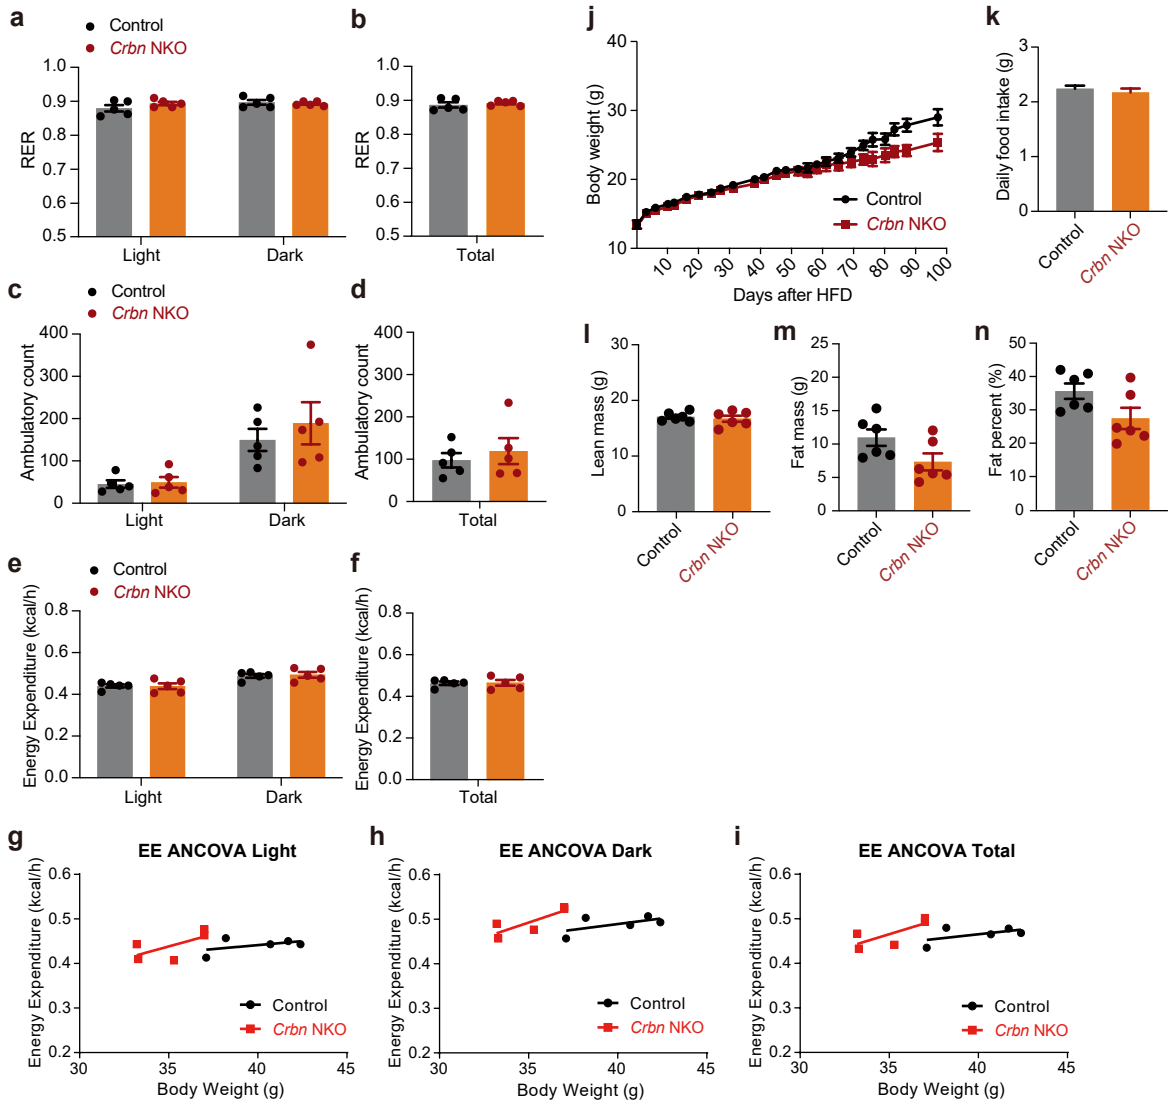 a
Control
Crbn NKO
RER
1.0
0.9
0.8
0.7
0.6
0.5
Light
Dark
b
RER
1.0
0.9
0.8
0.7
0.6
0.5
Total
c
Control
Crbn NKO
Ambulatory count
400
300
200
100
0
Light
Dark
d
Ambulatory count
400
300
200
100
0
Total
e
Control
Crbn NKO
Energy Expenditure (kcal/h)
0.8
0.6
0.4
0.2
0.0
Light
Dark
f
Energy Expenditure (kcal/h)
0.8
0.6
0.4
0.2
0.0
Total
j
Body weight (g)
40
30
20
10
Control
Crbn NKO
10 20 30 40 50 60 70 80 90 100
Days after HFD
k
Daily food intake (g)
3
2
1
0
Control
Crbn NKO
l
Lean mass (g)
30
20
10
0
Control
Crbn NKO
m
Fat mass (g)
25
20
15
10
5
0
Control
Crbn NKO
n
Fat percent (%)
50
40
30
20
10
0
Control
Crbn NKO
g
EE ANCOVA Light
Energy Expenditure (kcal/h)
0.6
0.5
0.4
0.3
0.2
Control
Crbn NKO
30 35 40 45
Body Weight (g)
h
EE ANCOVA Dark
Energy Expenditure (kcal/h)
0.6
0.5
0.4
0.3
0.2
Control
Crbn NKO
30 35 40 45
Body Weight (g)
i
EE ANCOVA Total
Energy Expenditure (kcal/h)
0.6
0.5
0.4
0.3
0.2
Control
Crbn NKO
30 35 40 45
Body Weight (g)